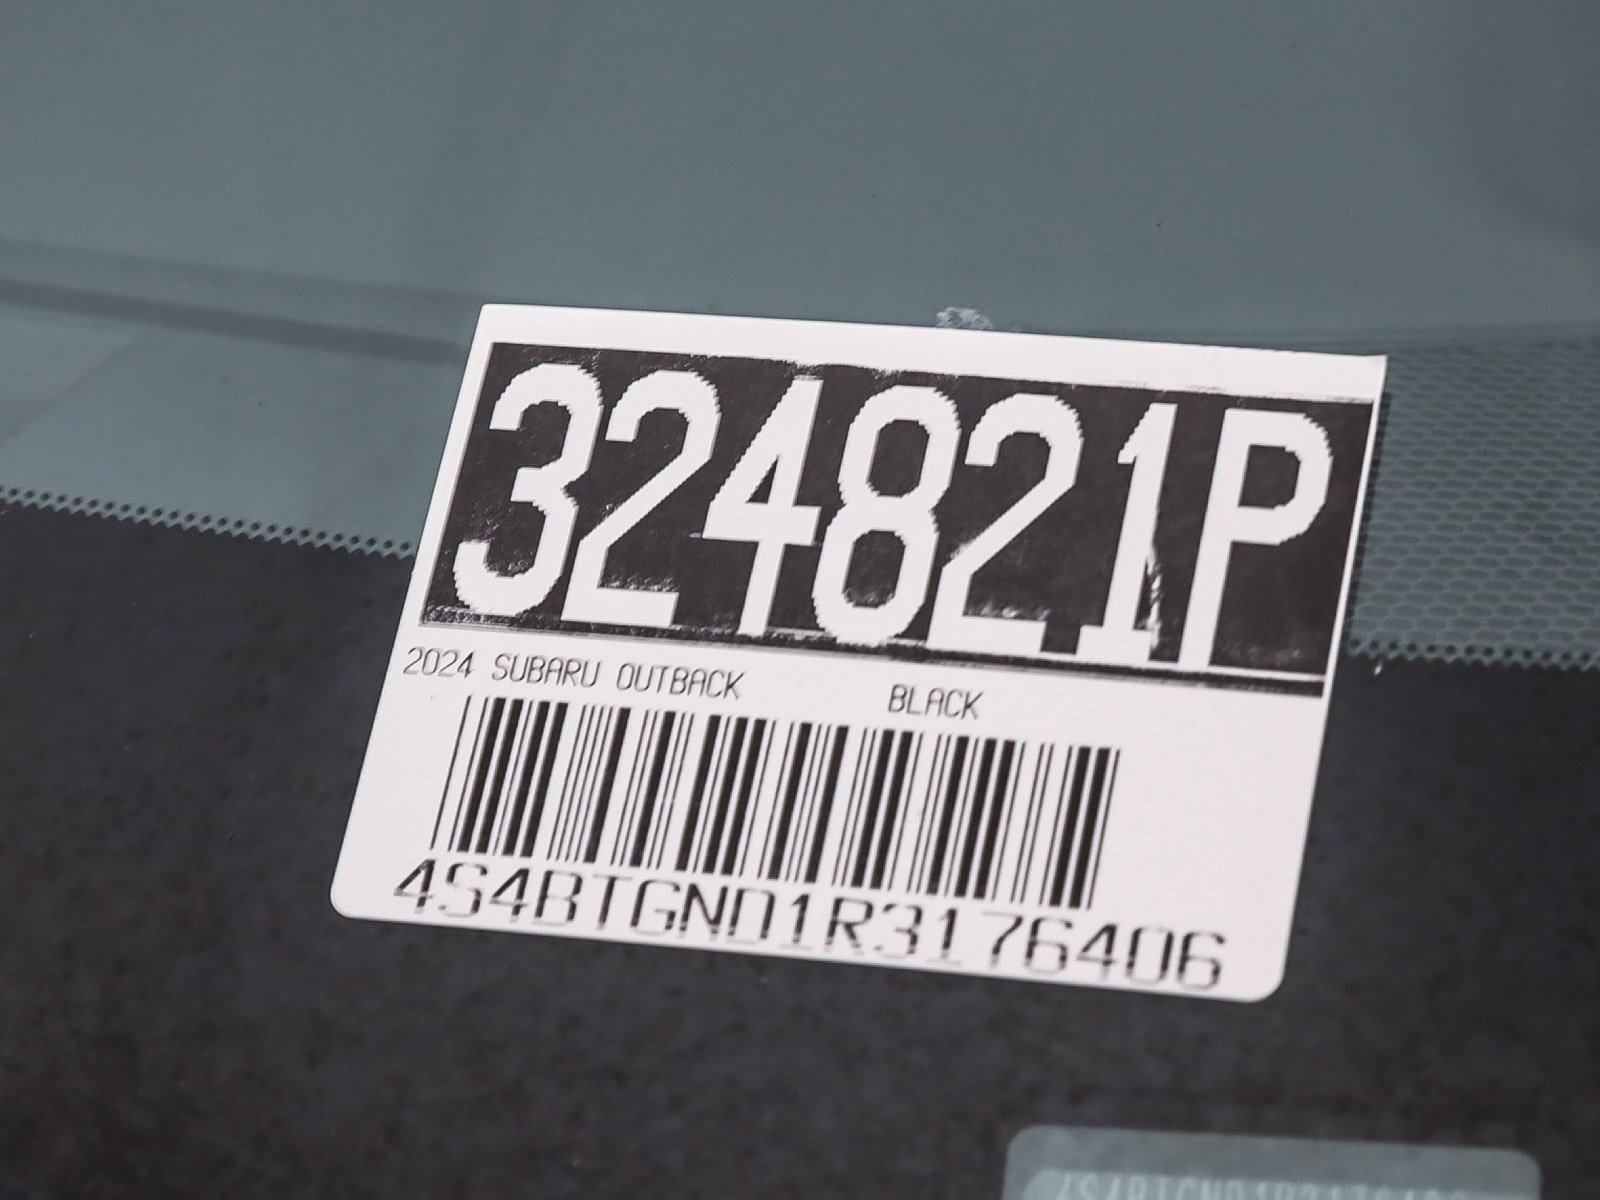 324821P
2024 SUBARU OUTBACK BLACK
4S4BTGND1R3176406